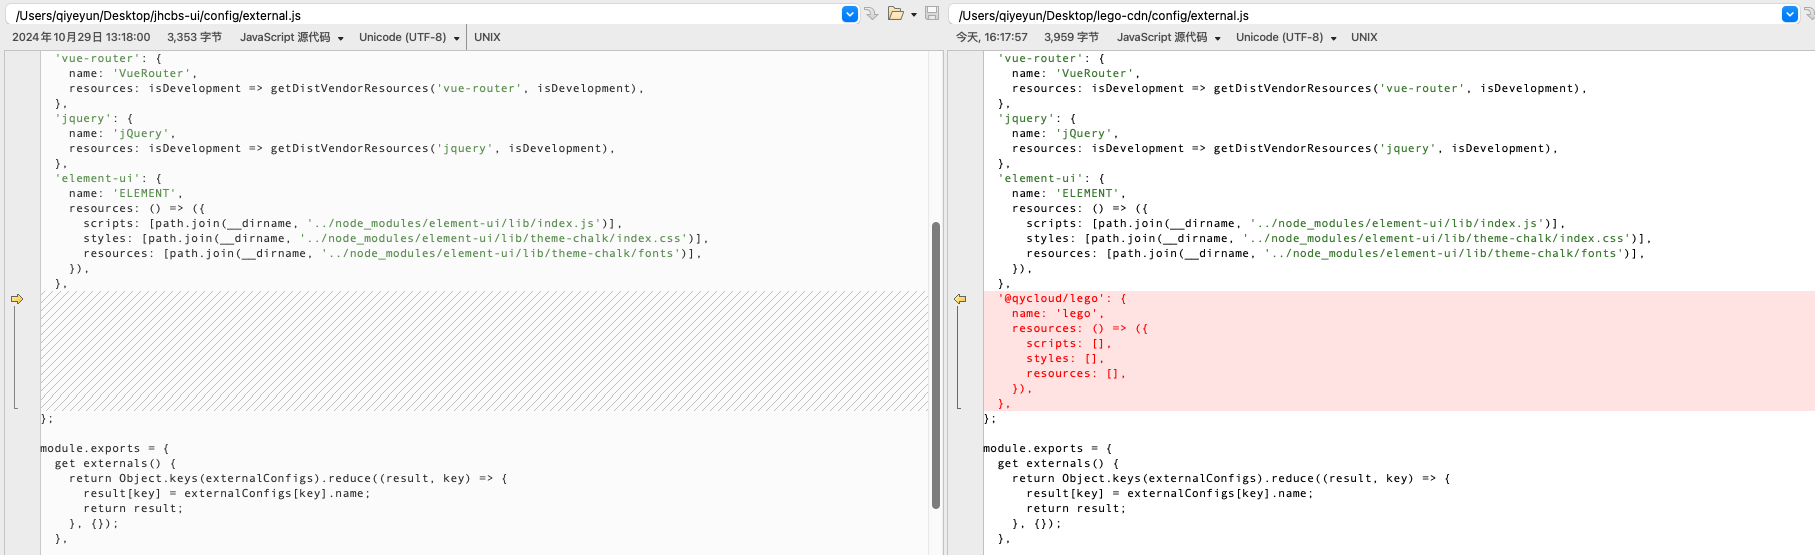 /Users/qiyeyun/Desktop/jhcbs-ui/config/external.js
2024年10月29日 13:18:00 3,353 字节 JavaScript 源代码 Unicode (UTF-8) UNIX
'vue-router': {
name: 'VueRouter',
resources: isDevelopment => getDistVendorResources('vue-router', isDevelopment),
},
'jquery': {
name: 'jQuery',
resources: isDevelopment => getDistVendorResources('jquery', isDevelopment),
},
'element-ui': {
name: 'ELEMENT',
resources: () => ({
scripts: [path.join(__dirname, '../node_modules/element-ui/lib/index.js')],
styles: [path.join(__dirname, '../node_modules/element-ui/lib/theme-chalk/index.css')],
resources: [path.join(__dirname, '../node_modules/element-ui/lib/theme-chalk/fonts')],
}),
},
};
module.exports = {
get externals() {
return Object.keys(externalConfigs).reduce((result, key) => {
result[key] = externalConfigs[key].name;
return result;
}, {});
},
/Users/qiyeyun/Desktop/lego-cdn/config/external.js
今天, 16:17:57 3,959 字节 JavaScript 源代码 Unicode (UTF-8) UNIX
'vue-router': {
name: 'VueRouter',
resources: isDevelopment => getDistVendorResources('vue-router', isDevelopment),
},
'jquery': {
name: 'jQuery',
resources: isDevelopment => getDistVendorResources('jquery', isDevelopment),
},
'element-ui': {
name: 'ELEMENT',
resources: () => ({
scripts: [path.join(__dirname, '../node_modules/element-ui/lib/index.js')],
styles: [path.join(__dirname, '../node_modules/element-ui/lib/theme-chalk/index.css')],
resources: [path.join(__dirname, '../node_modules/element-ui/lib/theme-chalk/fonts')],
}),
},
'@qycloud/lego': {
name: 'lego',
resources: () => ({
scripts: [],
styles: [],
resources: [],
}),
},
};
module.exports = {
get externals() {
return Object.keys(externalConfigs).reduce((result, key) => {
result[key] = externalConfigs[key].name;
return result;
}, {});
},